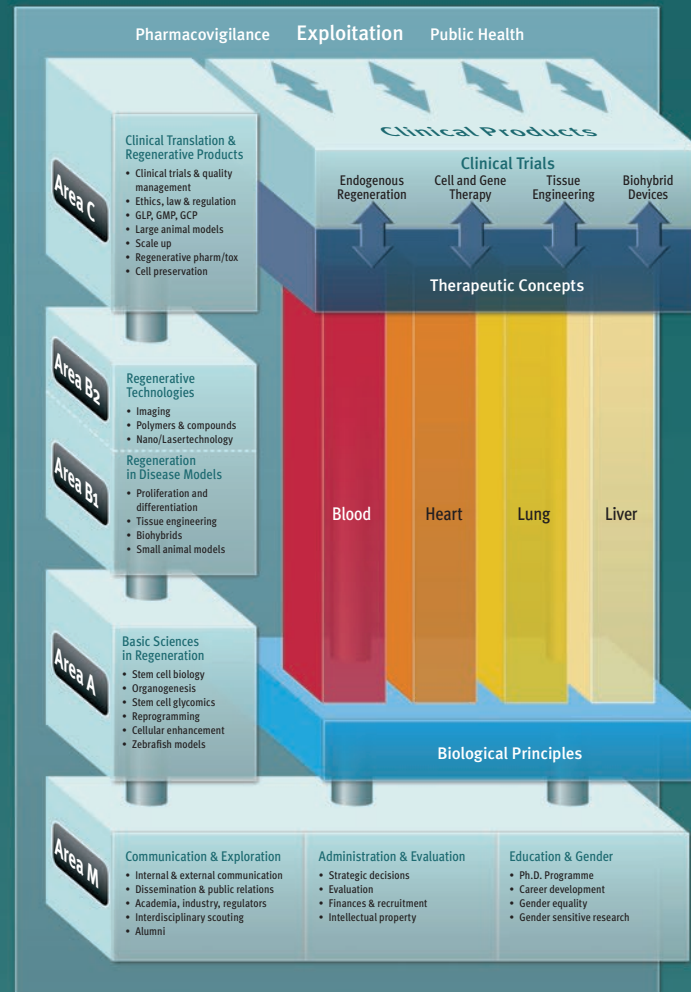 Pharmacovigilance Exploitation Public Health
Clinical Products
Clinical Trials
Endogenous
Regeneration
Cell and Gene
Therapy
Tissue
Engineering
Biohybrid
Devices
Therapeutic Concepts
Area C
Clinical Translation &
Regenerative Products
• Clinical trials & quality
management
• Ethics, law & regulation
• GLP, GMP, GCP
• Large animal models
• Scale up
• Regenerative pharm/tox
• Cell preservation
Area B2
Regenerative
Technologies
• Imaging
• Polymers & compounds
• Nano/Lasertechnology
Area B1
Regeneration
in Disease Models
• Proliferation and
differentiation
• Tissue engineering
• Biohybrids
• Small animal models
Blood Heart Lung Liver
Area A
Basic Sciences
in Regeneration
• Stem cell biology
• Organogenesis
• Stem cell glycomics
• Reprogramming
• Cellular enhancement
• Zebrafish models
Biological Principles
Area M
Communication & Exploration
• Internal & external communication
• Dissemination & public relations
• Academia, industry, regulators
• Interdisciplinary scouting
• Alumni
Administration & Evaluation
• Strategic decisions
• Evaluation
• Finances & recruitment
• Intellectual property
Education & Gender
• Ph.D. Programme
• Career development
• Gender equality
• Gender sensitive research